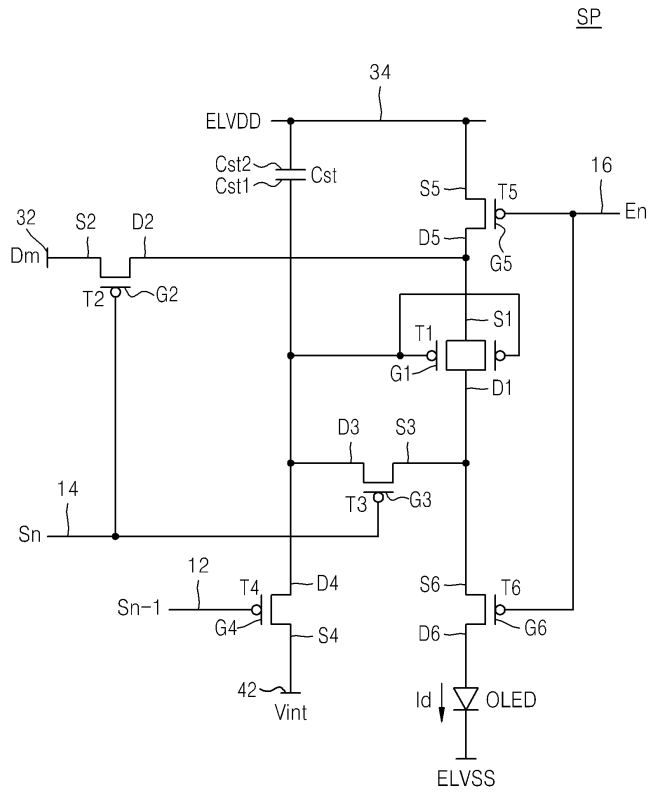 SP
34
ELVDD
Cst2
Cst1
Cst
S5
T5
16
En
D5
G5
32
S2
D2
Dm
T2
G2
S1
T1
G1
D1
D3
S3
T3
G3
14
Sn
12
Sn-1
T4
D4
G4
S4
S6
T6
D6
G6
42
Vint
Id
OLED
ELVSS